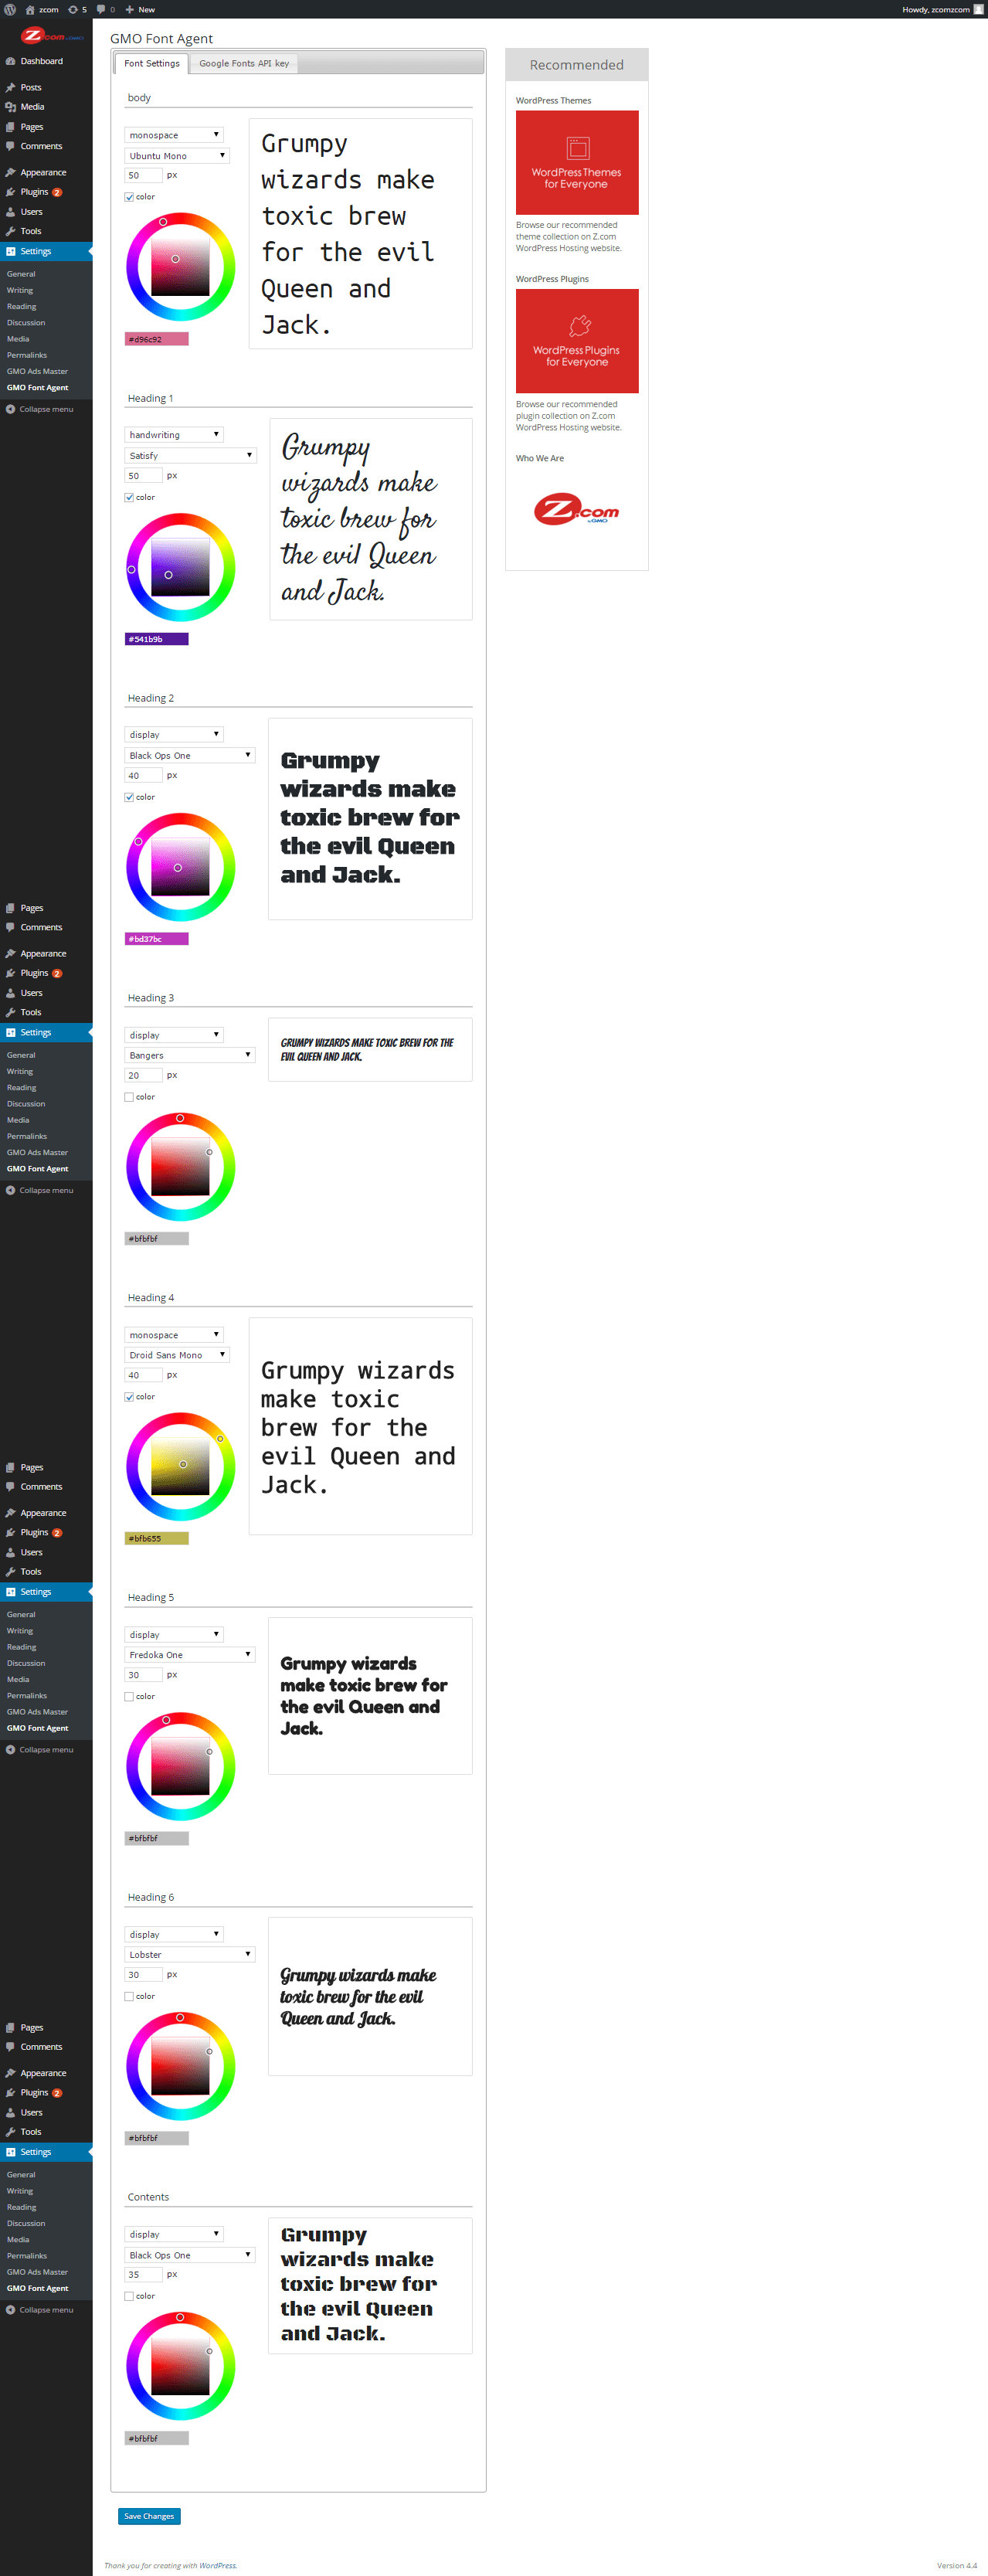 zcom 5 0 New
Howdy, zcomzcom
Z.com by GMO
Dashboard
Posts
Media
Pages
Comments
Appearance
Plugins 2
Users
Tools
Settings
General
Writing
Reading
Discussion
Media
Permalinks
GMO Ads Master
GMO Font Agent
Collapse menu
Pages
Comments
Appearance
Plugins 2
Users
Tools
Settings
General
Writing
Reading
Discussion
Media
Permalinks
GMO Ads Master
GMO Font Agent
Collapse menu
Pages
Comments
Appearance
Plugins 2
Users
Tools
Settings
General
Writing
Reading
Discussion
Media
Permalinks
GMO Ads Master
GMO Font Agent
Collapse menu
Pages
Comments
Appearance
Plugins 2
Users
Tools
Settings
General
Writing
Reading
Discussion
Media
Permalinks
GMO Ads Master
GMO Font Agent
Collapse menu
GMO Font Agent
Font Settings
Google Fonts API key
body
monospace
Ubuntu Mono
50 px
color
#d96c92
Grumpy
wizards make
toxic brew
for the evil
Queen and
Jack.
Heading 1
handwriting
Satisfy
50 px
color
#541b9b
Grumpy
wizards make
toxic brew for
the evil Queen
and Jack.
Heading 2
display
Black Ops One
40 px
color
#bd37bc
Grumpy
wizards make
toxic brew for
the evil Queen
and Jack.
Heading 3
display
Bangers
20 px
color
#bfbfbf
GRUMPY WIZARDS MAKE TOXIC BREW FOR THE
EVIL QUEEN AND JACK.
Heading 4
monospace
Droid Sans Mono
40 px
color
#bfb655
Grumpy wizards
make toxic
brew for the
evil Queen and
Jack.
Heading 5
display
Fredoka One
30 px
color
#bfbfbf
Grumpy wizards
make toxic brew for
the evil Queen and
Jack.
Heading 6
display
Lobster
30 px
color
#bfbfbf
Grumpy wizards make
toxic brew for the evil
Queen and Jack.
Contents
display
Black Ops One
35 px
color
#bfbfbf
Grumpy
wizards make
toxic brew for
the evil Queen
and Jack.
Save Changes
Recommended
WordPress Themes
WordPress Themes
for Everyone
Browse our recommended
theme collection on Z.com
WordPress Hosting website.
WordPress Plugins
WordPress Plugins
for Everyone
Browse our recommended
plugin collection on Z.com
WordPress Hosting website.
Who We Are
Z.com
by GMO
Thank you for creating with WordPress.
Version 4.4